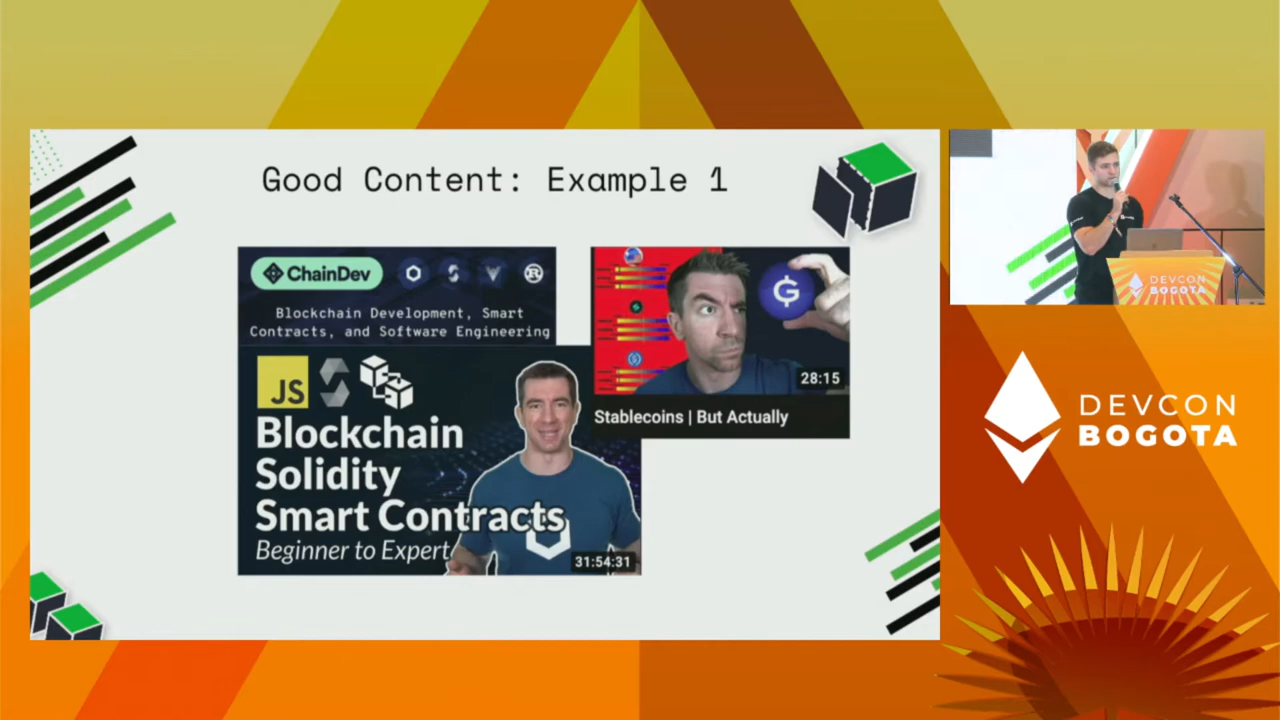 Good Content: Example 1
ChainDev
Blockchain Development, Smart
Contracts, and Software Engineering
JS
Blockchain
Solidity
Smart Contracts
Beginner to Expert
31:54:31
28:15
Stablecoins | But Actually
DEVCON
BOGOTA
DEVCON
BOGOTA